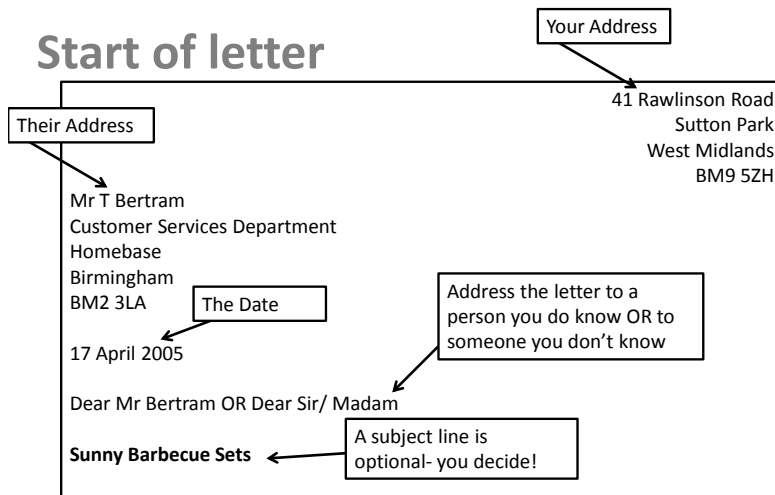 Start of letter
Your Address
41 Rawlinson Road
Sutton Park
West Midlands
BM9 5ZH
Their Address
Mr T Bertram
Customer Services Department
Homebase
Birmingham
BM2 3LA
The Date
17 April 2005
Address the letter to a
person you do know OR to
someone you don’t know
Dear Mr Bertram OR Dear Sir/ Madam
Sunny Barbecue Sets
A subject line is
optional- you decide!